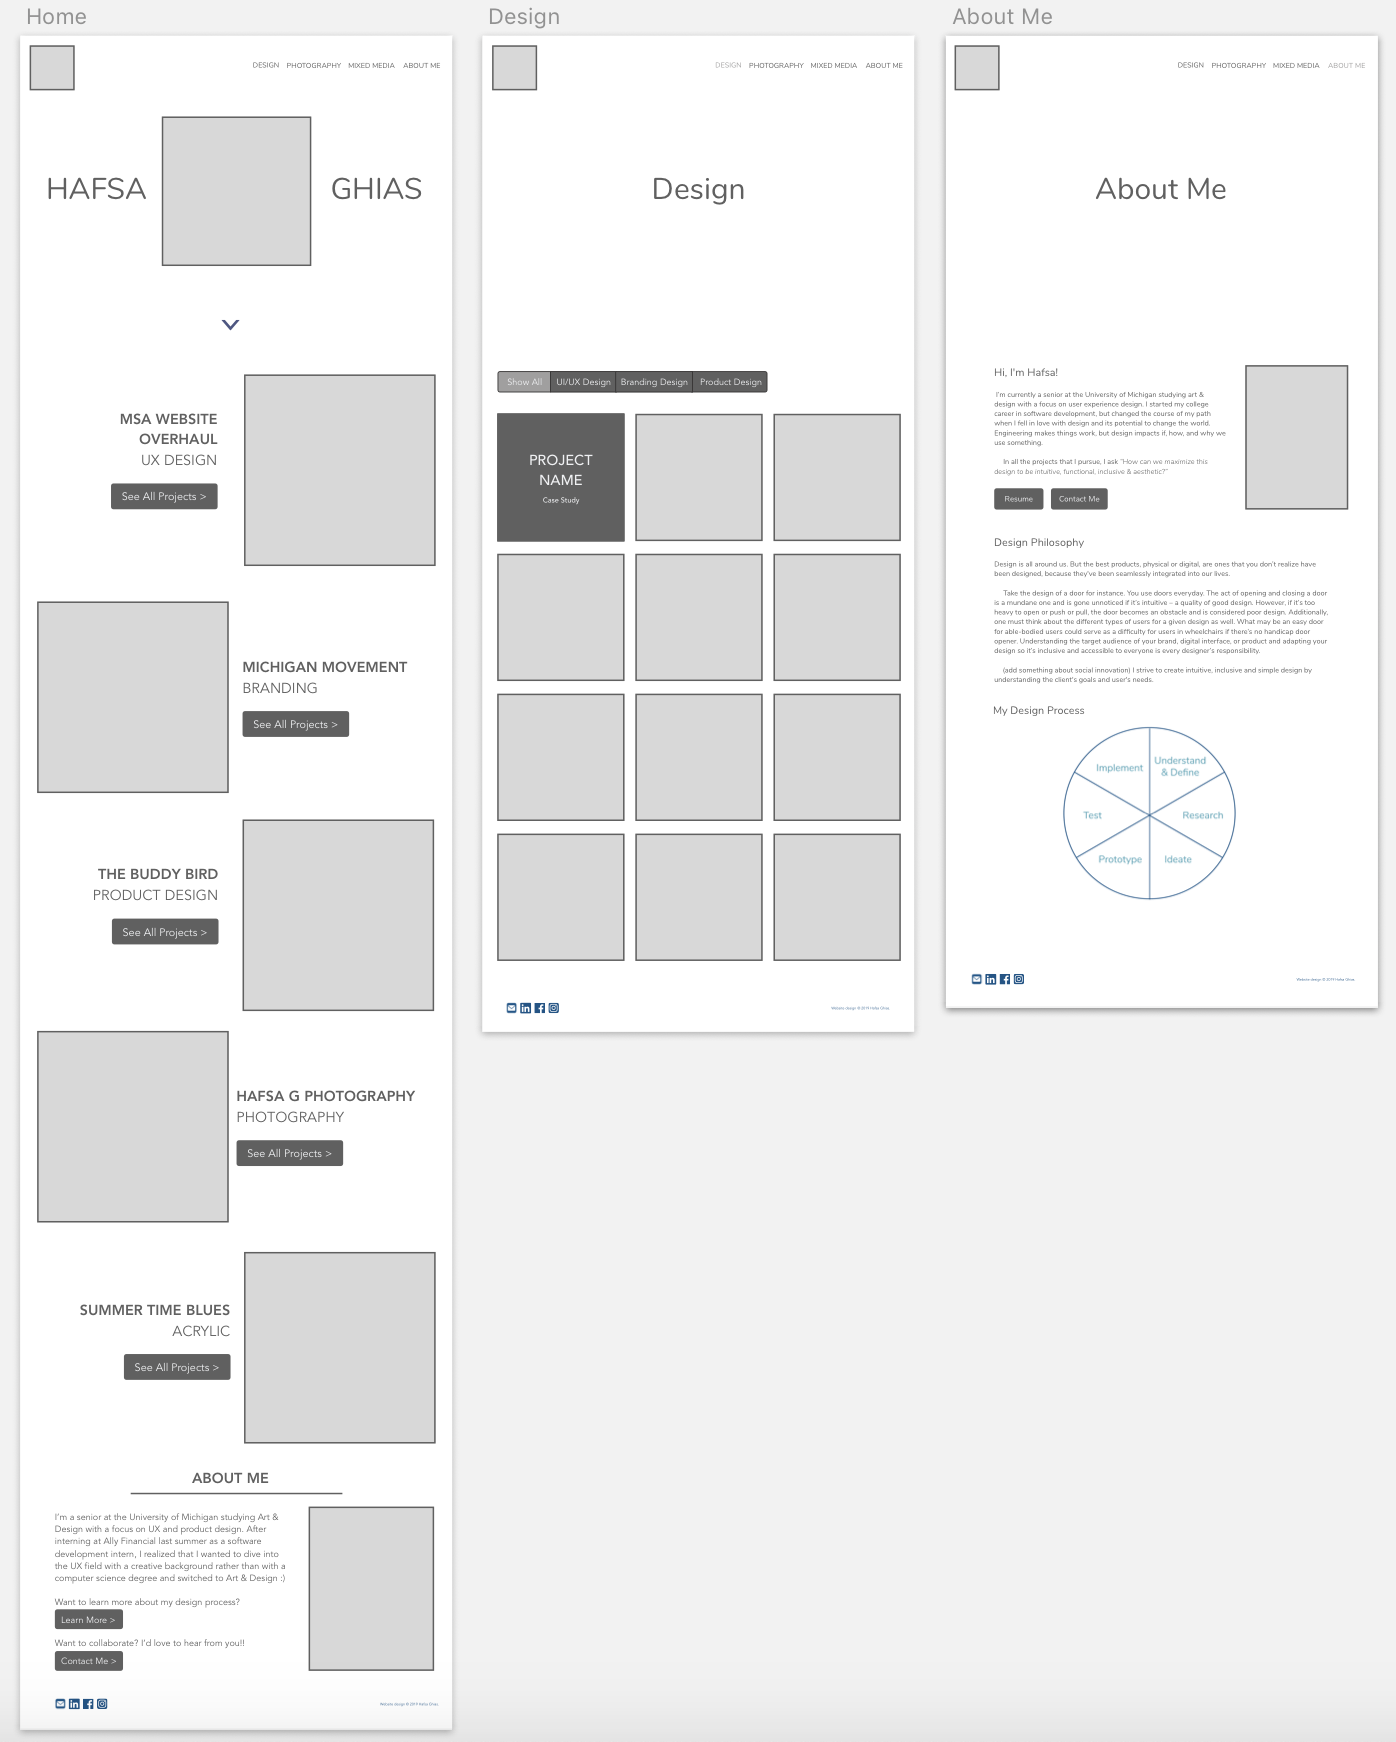 Home
DESIGN PHOTOGRAPHY MIXED MEDIA ABOUT ME
HAFSA GHIAS
MSA WEBSITE
OVERHAUL
UX DESIGN
See All Projects >
MICHIGAN MOVEMENT
BRANDING
See All Projects >
THE BUDDY BIRD
PRODUCT DESIGN
See All Projects >
HAFSA G PHOTOGRAPHY
PHOTOGRAPHY
See All Projects >
SUMMER TIME BLUES
ACRYLIC
See All Projects >
ABOUT ME
I'm a senior at the University of Michigan studying Art &
Design with a focus on UX and product design. After
interning at Ally Financial last summer as a software
development intern, I realized that I wanted to dive into
the UX field with a creative background rather than with a
computer science degree and switched to Art & Design :)
Want to learn more about my design process?
Learn More >
Want to collaborate? I'd love to hear from you!!
Contact Me >
Website design © 2019 Hafsa Ghias
Design
DESIGN PHOTOGRAPHY MIXED MEDIA ABOUT ME
Design
Show All UI/UX Design Branding Design Product Design
PROJECT
NAME
Case Study
Website design © 2019 Hafsa Ghias
About Me
DESIGN PHOTOGRAPHY MIXED MEDIA ABOUT ME
About Me
Hi, I'm Hafsa!
I'm currently a senior at the University of Michigan studying art &
design with a focus on user experience design. I started my college
career in software development, but changed the course of my path
when I fell in love with design and its potential to change the world.
Engineering makes things work, but design impacts if, how, and why we
use something.
In all the projects that I pursue, I ask "How can we maximize this
design to be intuitive, functional, inclusive & aesthetic?"
Resume Contact Me
Design Philosophy
Design is all around us. But the best products, physical or digital, are ones that you don't realize have
been designed, because they've been seamlessly integrated into our lives.
Take the design of a door for instance. You use doors everyday. The act of opening and closing a door
is a mundane one and is gone unnoticed if it's intuitive – a quality of good design. However, if it's too
heavy to open or push or pull, the door becomes an obstacle and is considered poor design. Additionally,
one must think about the different types of users for a given design as well. What may be an easy door
for able-bodied users could serve as a difficulty for users in wheelchairs if there's no handicap door
opener. Understanding the target audience of your brand, digital interface, or product and adapting your
design so it's inclusive and accessible to everyone is every designer's responsibility.
(add something about social innovation) I strive to create intuitive, inclusive and simple design by
understanding the client's goals and user's needs.
My Design Process
Implement
Understand
& Define
Test
Research
Prototype
Ideate
Website design © 2019 Hafsa Ghias